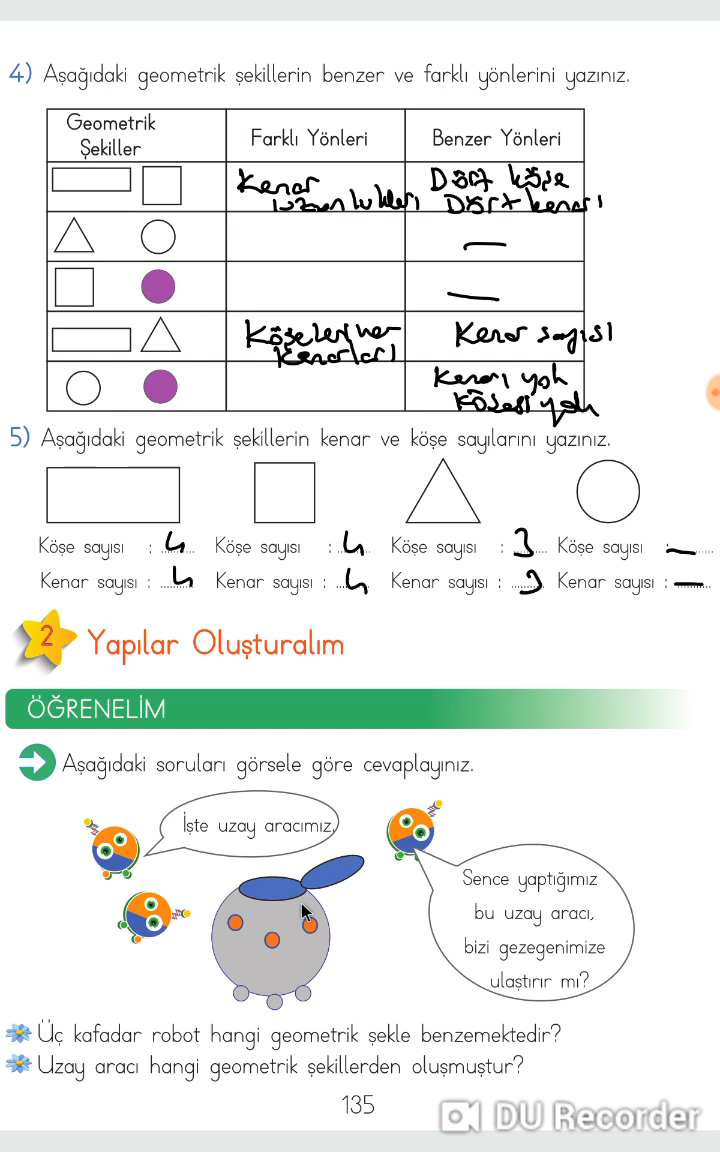 4) Aşağıdaki geometrik şekillerin benzer ve farklı yönlerini yazınız.
Geometrik Şekiller
Farklı Yönleri
Benzer Yönleri
Kenar uzunlukları
Dört köşe
Dört kenarı
—
—
Köşeleri ve
Kenarları
Kenar sayısı
Kenarı yok
Kösesi yok
5) Aşağıdaki geometrik şekillerin kenar ve köşe sayılarını yazınız.
Köşe sayısı : 4 Köşe sayısı : 4 Köşe sayısı : 3 Köşe sayısı : —
Kenar sayısı : 4 Kenar sayısı : 4 Kenar sayısı : 3 Kenar sayısı : —
2 Yapılar Oluşturalım
ÖĞRENELİM
Aşağıdaki soruları görsele göre cevaplayınız.
İşte uzay aracımız,
Sence yaptığımız
bu uzay aracı,
bizi gezegenimize
ulaştırır mı?
Üç kafadar robot hangi geometrik şekle benzemektedir?
Uzay aracı hangi geometrik şekillerden oluşmuştur?
135
DU Recorder